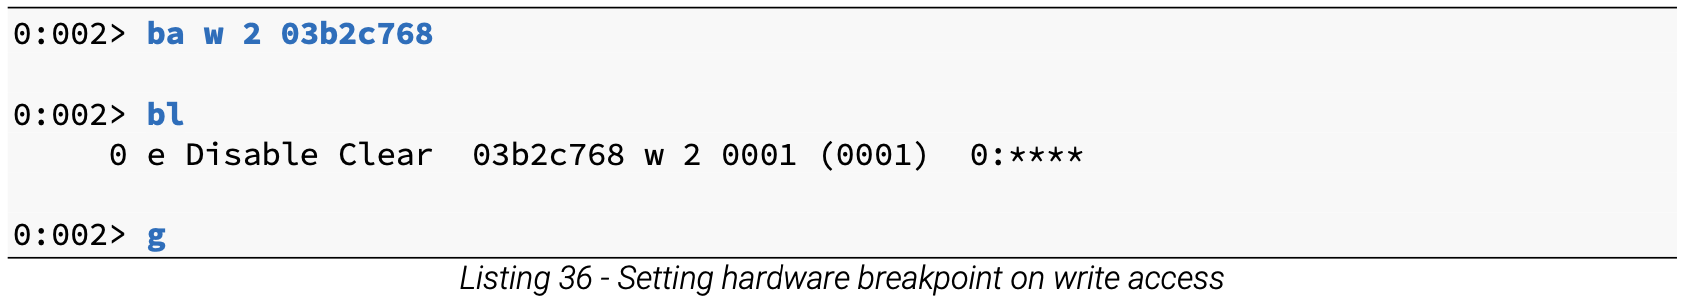 0:002> ba w 2 03b2c768
0:002> bl
0 e Disable Clear  03b2c768 w 2 0001 (0001)  0:****
0:002> g
Listing 36 - Setting hardware breakpoint on write access